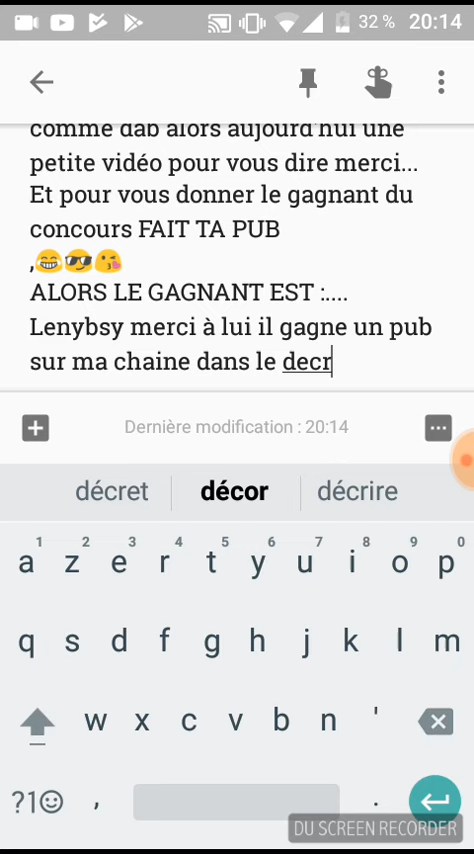 32 % 20:14
comme dab alors aujourd'hui une
petite vidéo pour vous dire merci...
Et pour vous donner le gagnant du
concours FAIT TA PUB
,😂😎😘
ALORS LE GAGNANT EST :....
Lenybsy merci à lui il gagne un pub
sur ma chaine dans le decr
Dernière modification : 20:14
décret décor décrire
1 2 3 4 5 6 7 8 9 0
a z e r t y u i o p
q s d f g h j k l m
w x c v b n '
?1☺ , .
DU SCREEN RECORDER